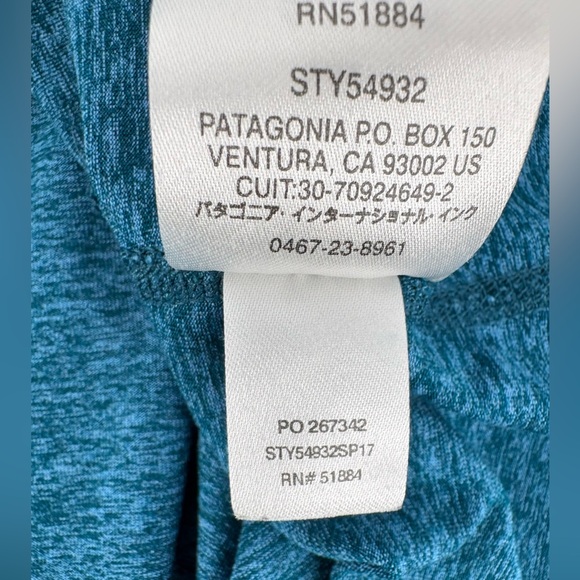 RN51884
STY54932
PATAGONIA P.O. BOX 150
VENTURA, CA 93002 US
CUIT:30-70924649-2
パタゴニア・インターナショナル・インク
0467-23-8961
PO 267342
STY54932SP17
RN# 51884